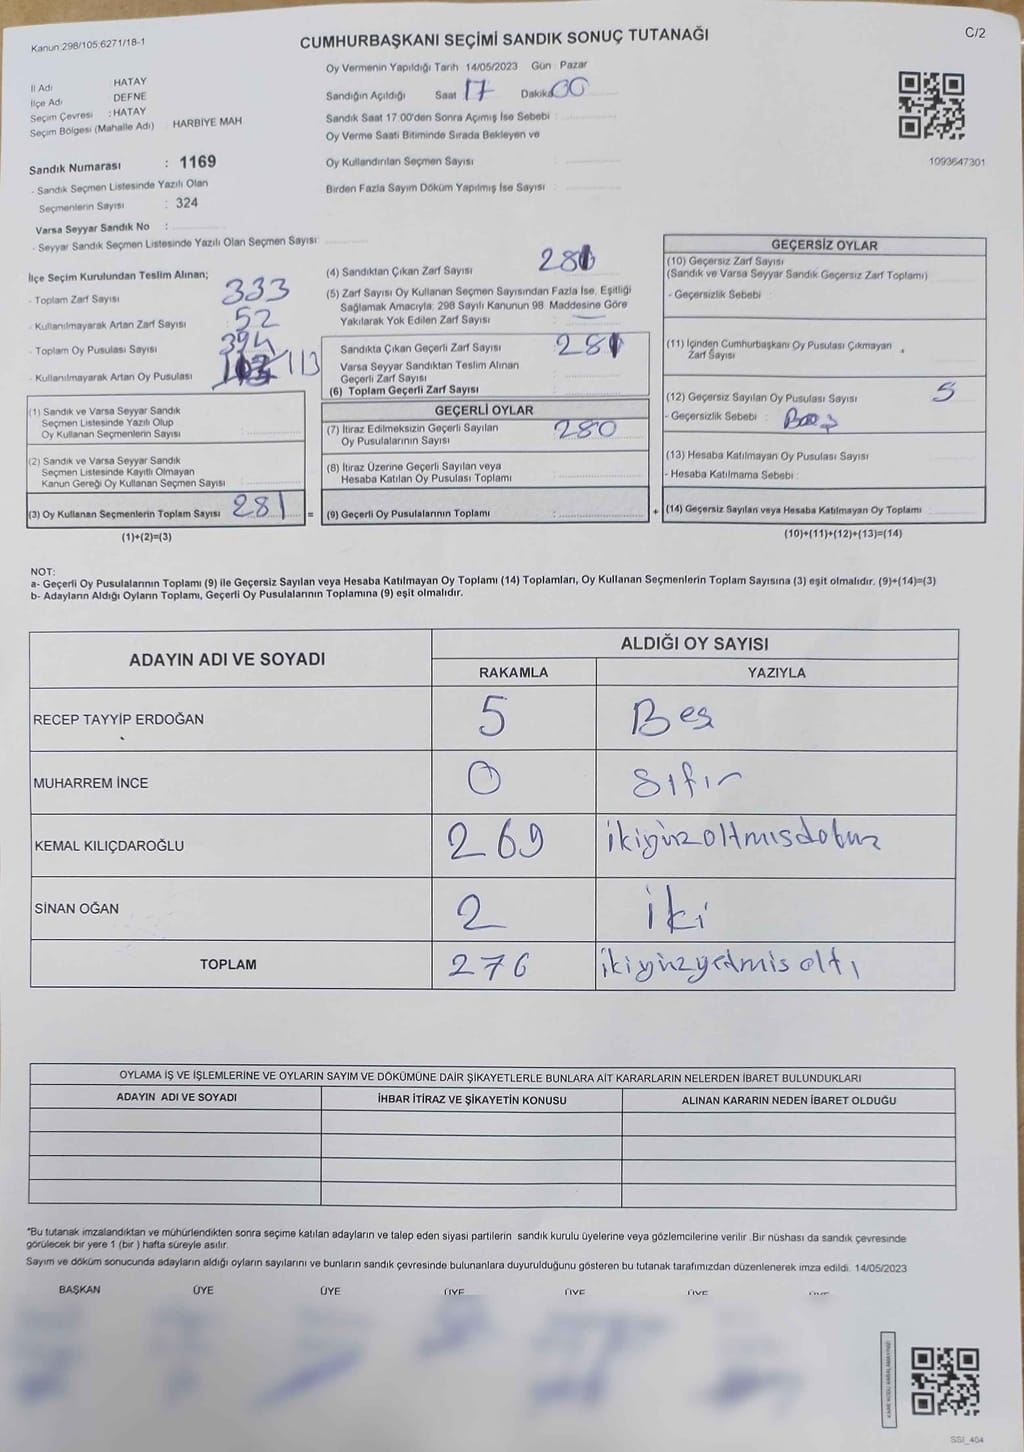 Kanun 298/105;6271/18-1
CUMHURBAŞKANI SEÇİMİ SANDIK SONUÇ TUTANAĞI
C/2
İl Adı HATAY
İlçe Adı DEFNE
Seçim Çevresi : HATAY
Seçim Bölgesi (Mahalle Adı) HARBİYE MAH
Sandık Numarası : 1169
- Sandık Seçmen Listesinde Yazılı Olan
Seçmenlerin Sayısı : 324
Varsa Seyyar Sandık No :
- Seyyar Sandık Seçmen Listesinde Yazılı Olan Seçmen Sayısı:
Oy Vermenin Yapıldığı Tarih 14/05/2023 Gün : Pazar
Sandığın Açıldığı Saat 17 Dakika 00
Sandık Saat 17.00'den Sonra Açımış İse Sebebi :
Oy Verme Saati Bitiminde Sırada Bekleyen ve
Oy Kullandırılan Seçmen Sayısı :
Birden Fazla Sayım Döküm Yapılmış İse Sayısı :
1093647301
İlçe Seçim Kurulundan Teslim Alınan;
- Toplam Zarf Sayısı 333
- Kullanılmayarak Artan Zarf Sayısı : 52
- Toplam Oy Pusulası Sayısı 394
- Kullanılmayarak Artan Oy Pusulası 113
(1) Sandık ve Varsa Seyyar Sandık
Seçmen Listesinde Yazılı Olup
Oy Kullanan Seçmenlerin Sayısı :
(2) Sandık ve Varsa Seyyar Sandık
Seçmen Listesinde Kayıtlı Olmayan
Kanun Gereği Oy Kullanan Seçmen Sayısı :
(3) Oy Kullanan Seçmenlerin Toplam Sayısı 281 =
(1)+(2)=(3)
(4) Sandıktan Çıkan Zarf Sayısı 281
(5) Zarf Sayısı Oy Kullanan Seçmen Sayısından Fazla İse, Eşitliği
Sağlamak Amacıyla; 298 Sayılı Kanunun 98. Maddesine Göre
Yakılarak Yok Edilen Zarf Sayısı : —
Sandıkta Çıkan Geçerli Zarf Sayısı : 281
Varsa Seyyar Sandıktan Teslim Alınan
Geçerli Zarf Sayısı :
(6) Toplam Geçerli Zarf Sayısı :
GEÇERLİ OYLAR
(7) İtiraz Edilmeksizin Geçerli Sayılan
Oy Pusulalarının Sayısı : 280
(8) İtiraz Üzerine Geçerli Sayılan veya
Hesaba Katılan Oy Pusulası Toplamı :
(9) Geçerli Oy Pusulalarının Toplamı : +
GEÇERSİZ OYLAR
(10) Geçersiz Zarf Sayısı
(Sandık ve Varsa Seyyar Sandık Geçersiz Zarf Toplamı)
- Geçersizlik Sebebi :
(11) İçinden Cumhurbaşkanı Oy Pusulası Çıkmayan
Zarf Sayısı
(12) Geçersiz Sayılan Oy Pusulası Sayısı 5
- Geçersizlik Sebebi :
(13) Hesaba Katılmayan Oy Pusulası Sayısı
- Hesaba Katılmama Sebebi :
(14) Geçersiz Sayılan veya Hesaba Katılmayan Oy Toplamı
(10)+(11)+(12)+(13)=(14)
NOT:
a- Geçerli Oy Pusulalarının Toplamı (9) ile Geçersiz Sayılan veya Hesaba Katılmayan Oy Toplamı (14) Toplamları, Oy Kullanan Seçmenlerin Toplam Sayısına (3) eşit olmalıdır. (9)+(14)=(3)
b- Adayların Aldığı Oyların Toplamı, Geçerli Oy Pusulalarının Toplamına (9) eşit olmalıdır.
ADAYIN ADI VE SOYADI ALDIĞI OY SAYISI
RAKAMLA YAZIYLA
RECEP TAYYİP ERDOĞAN 5 Beş
MUHARREM İNCE 0 sıfır
KEMAL KILIÇDAROĞLU 269 ikiyüzaltmışdokuz
SİNAN OĞAN 2 iki
TOPLAM 276 ikiyüzyetmiş altı
OYLAMA İŞ VE İŞLEMLERİNE VE OYLARIN SAYIM VE DÖKÜMÜNE DAİR ŞİKAYETLERLE BUNLARA AİT KARARLARIN NELERDEN İBARET BULUNDUKLARI
ADAYIN ADI VE SOYADI İHBAR İTİRAZ VE ŞİKAYETİN KONUSU ALINAN KARARIN NEDEN İBARET OLDUĞU
*Bu tutanak imzalandıktan ve mühürlendikten sonra seçime katılan adayların ve talep eden siyasi partilerin sandık kurulu üyelerine veya gözlemcilerine verilir .Bir nüshası da sandık çevresinde
görülecek bir yere 1 (bir ) hafta süreyle asılır.
Sayım ve döküm sonucunda adayların aldığı oyların sayılarını ve bunların sandık çevresinde bulunanlara duyurulduğunu gösteren bu tutanak tarafımızdan düzenlenerek imza edildi. 14/05/2023
BAŞKAN ÜYE ÜYE ÜYE ÜYE ÜYE
KARE KODU KARALAMAYINIZ!
SSI_404